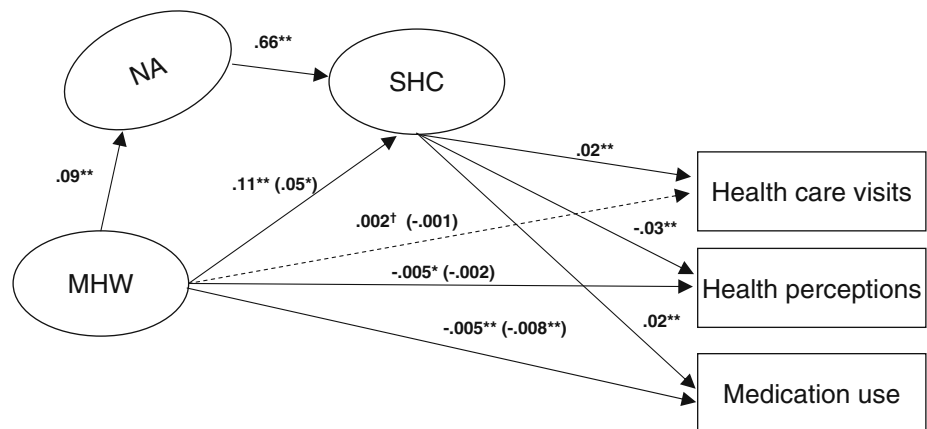 .66**
NA
SHC
.09**
.02**
.11** (.05*)
Health care visits
.002† (-.001)
-.03**
MHW
-.005* (-.002)
Health perceptions
.02**
-.005** (-.008**)
Medication use